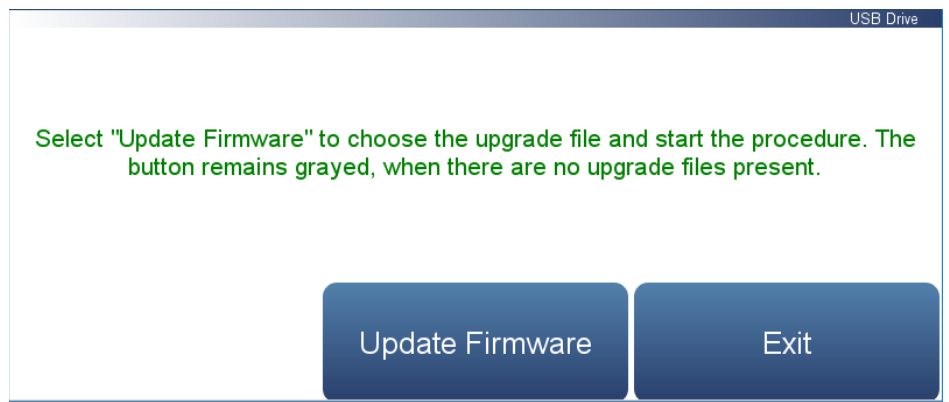 USB Drive
Select "Update Firmware" to choose the upgrade file and start the procedure. The
button remains grayed, when there are no upgrade files present.
Update Firmware
Exit